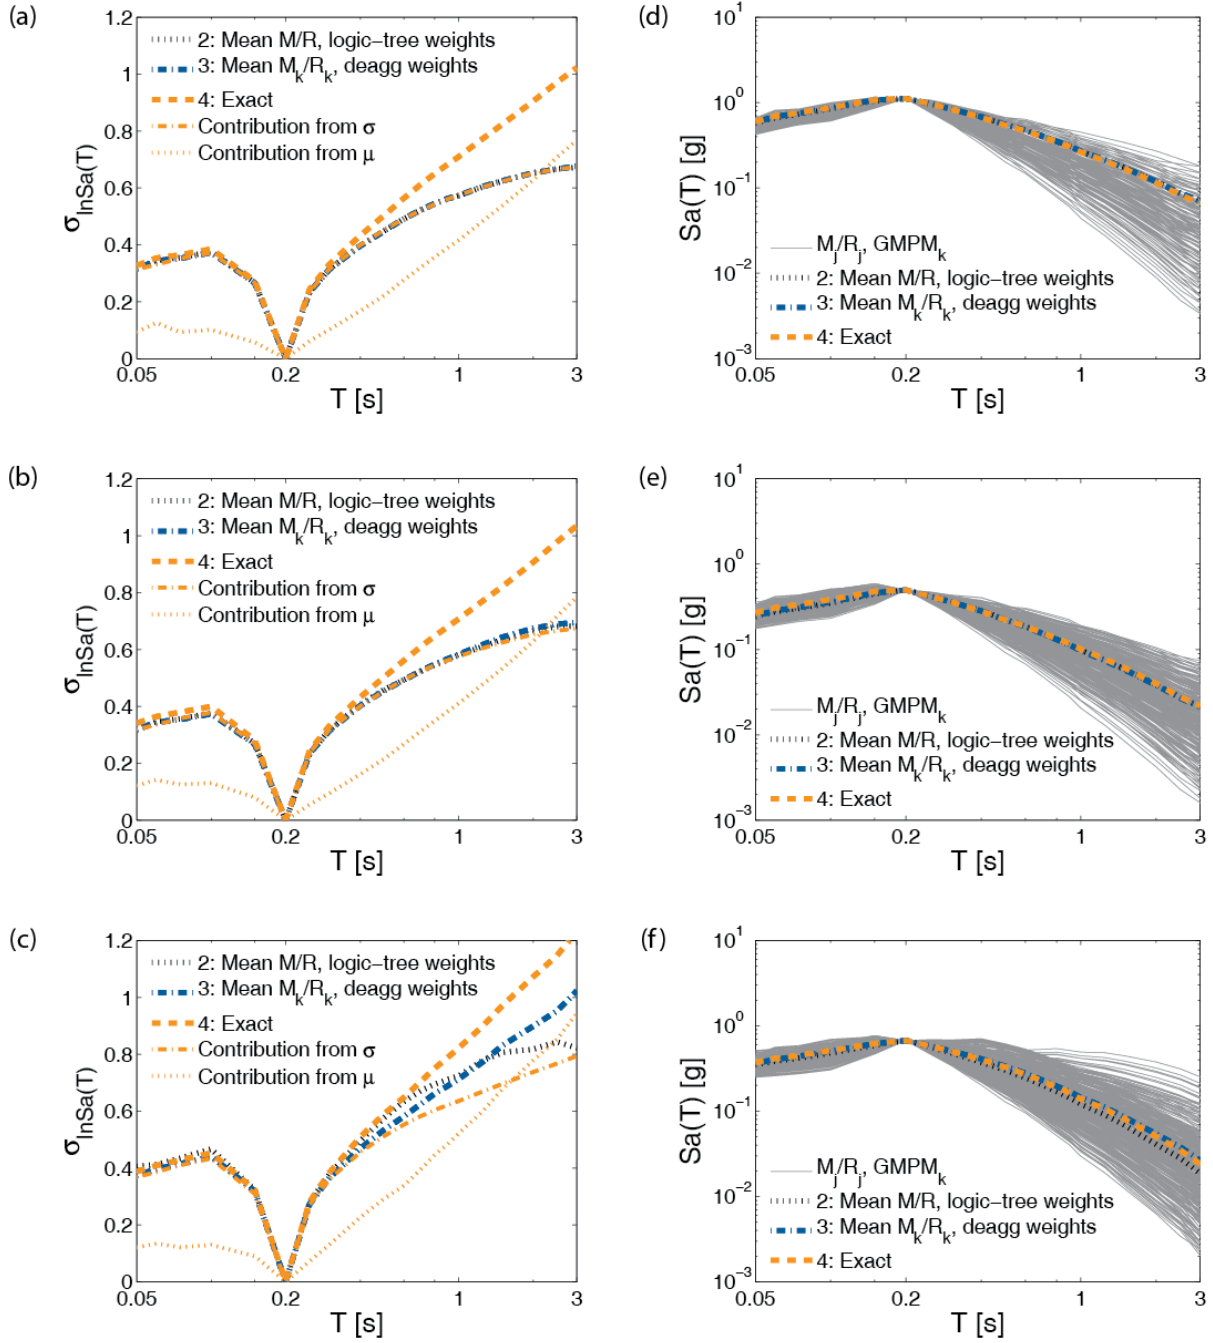 (a)
1.2
1
0.8
0.6
0.4
0.2
0
σlnSa(T)
2: Mean M/R, logic−tree weights
3: Mean Mk/Rk, deagg weights
4: Exact
Contribution from σ
Contribution from μ
0.05
0.2
1
3
T [s]
(d)
10^1
10^0
10^−1
10^−2
10^−3
Sa(T) [g]
Mj/Rj, GMPMk
2: Mean M/R, logic−tree weights
3: Mean Mk/Rk, deagg weights
4: Exact
0.05
0.2
1
3
T [s]
(b)
1.2
1
0.8
0.6
0.4
0.2
0
σlnSa(T)
2: Mean M/R, logic−tree weights
3: Mean Mk/Rk, deagg weights
4: Exact
Contribution from σ
Contribution from μ
0.05
0.2
1
3
T [s]
(e)
10^1
10^0
10^−1
10^−2
10^−3
Sa(T) [g]
Mj/Rj, GMPMk
2: Mean M/R, logic−tree weights
3: Mean Mk/Rk, deagg weights
4: Exact
0.05
0.2
1
3
T [s]
(c)
1.2
1
0.8
0.6
0.4
0.2
0
σlnSa(T)
2: Mean M/R, logic−tree weights
3: Mean Mk/Rk, deagg weights
4: Exact
Contribution from σ
Contribution from μ
0.05
0.2
1
3
T [s]
(f)
10^1
10^0
10^−1
10^−2
10^−3
Sa(T) [g]
Mj/Rj, GMPMk
2: Mean M/R, logic−tree weights
3: Mean Mk/Rk, deagg weights
4: Exact
0.05
0.2
1
3
T [s]